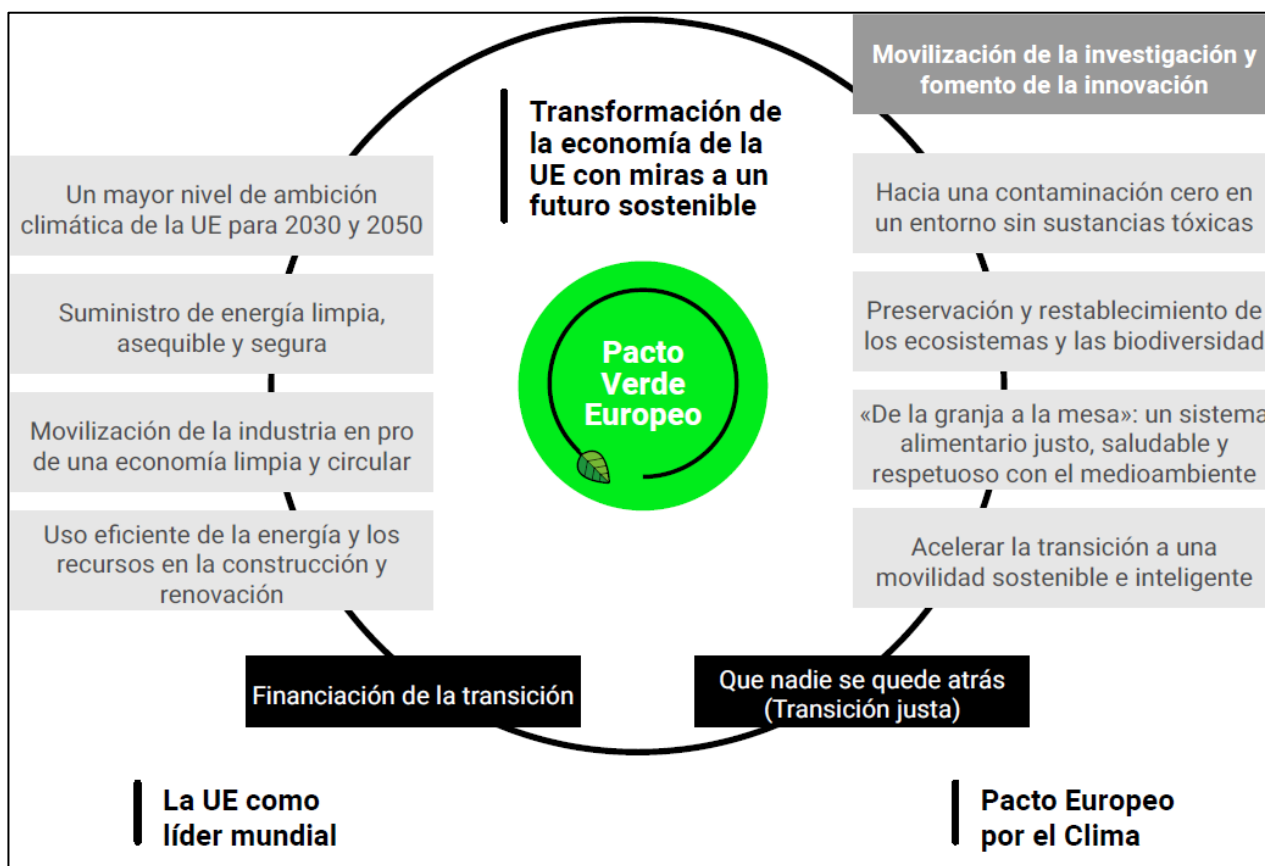 Movilización de la investigación y
fomento de la innovación
Transformación de
la economía de la
UE con miras a un
futuro sostenible
Un mayor nivel de ambición
climática de la UE para 2030 y 2050
Suministro de energía limpia,
asequible y segura
Movilización de la industria en pro
de una economía limpia y circular
Uso eficiente de la energía y los
recursos en la construcción y
renovación
Pacto
Verde
Europeo
Hacia una contaminación cero en
un entorno sin sustancias tóxicas
Preservación y restablecimiento de
los ecosistemas y las biodiversidad
«De la granja a la mesa»: un sistema
alimentario justo, saludable y
respetuoso con el medioambiente
Acelerar la transición a una
movilidad sostenible e inteligente
Financiación de la transición
Que nadie se quede atrás
(Transición justa)
La UE como
líder mundial
Pacto Europeo
por el Clima